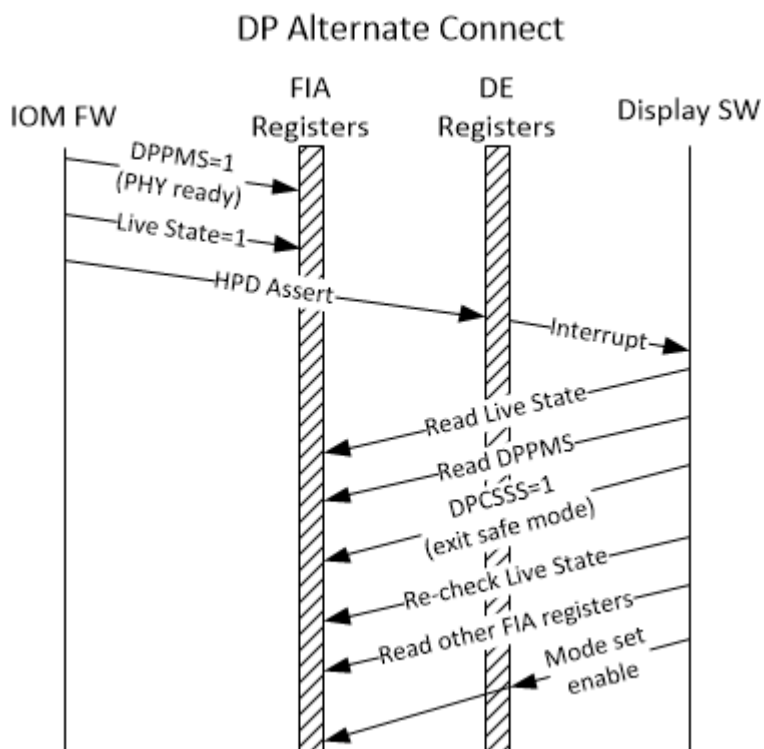 DP Alternate Connect
IOM FW
FIA
Registers
DE
Registers
Display SW
DPPMS=1
(PHY ready)
Live State=1
HPD Assert
Interrupt
Read Live State
Read DPPMS
DPCSSS=1
(exit safe mode)
Re-check Live State
Read other FIA registers
Mode set
enable